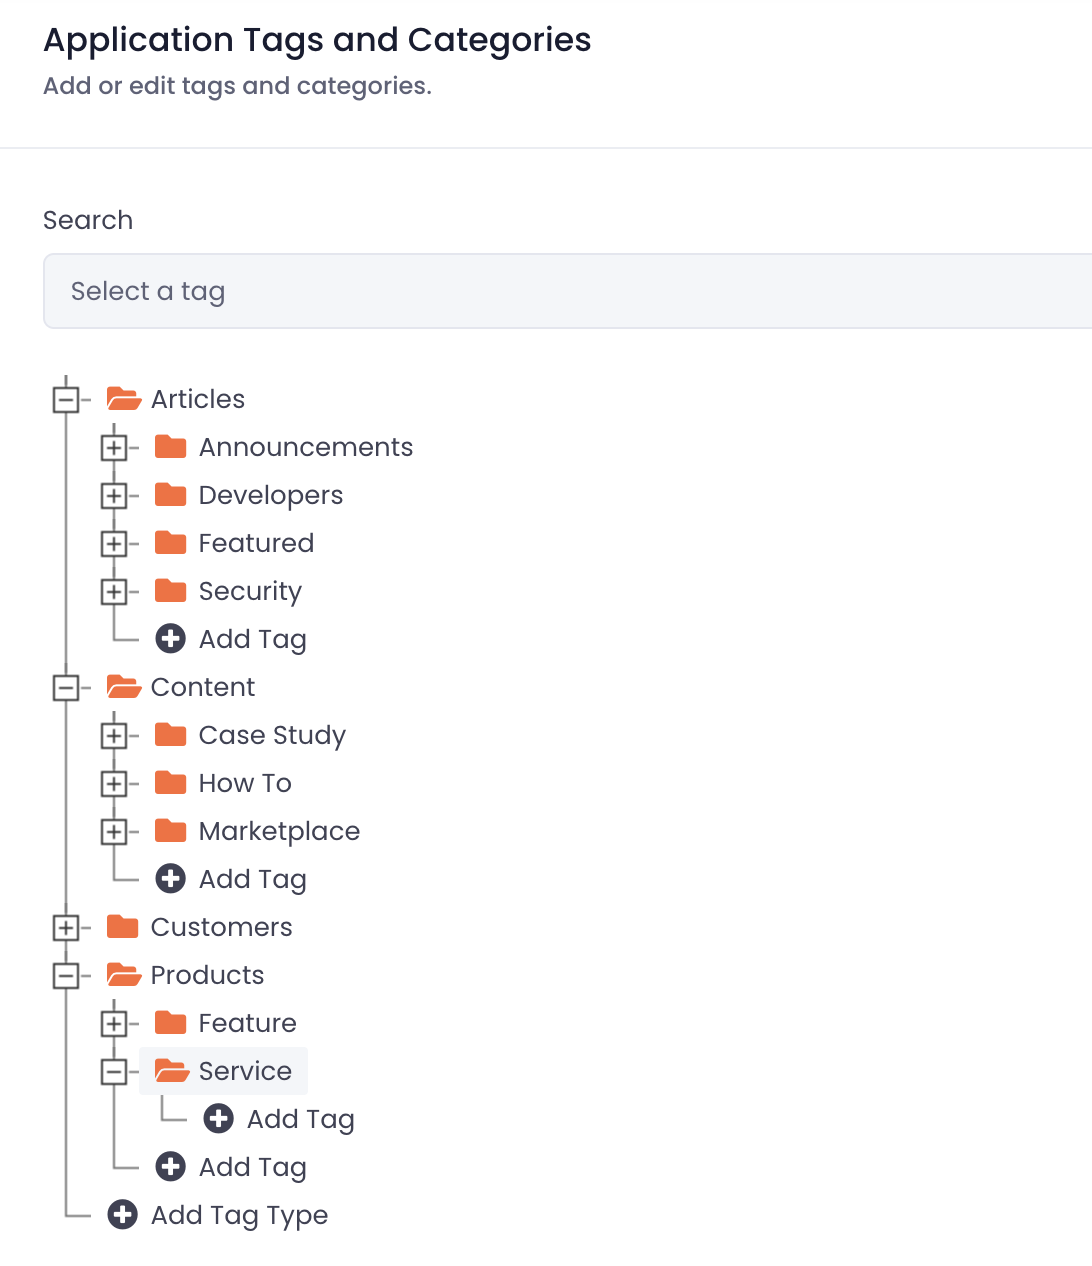 Application Tags and Categories
Add or edit tags and categories.
Search
Select a tag
Articles
Announcements
Developers
Featured
Security
Add Tag
Content
Case Study
How To
Marketplace
Add Tag
Customers
Products
Feature
Service
Add Tag
Add Tag
Add Tag Type